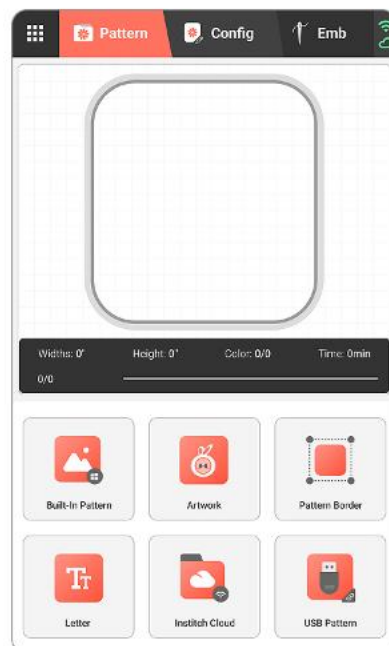 Pattern Config Emb
Widths: 0" Height: 0" Color: 0/0 Time: 0min
0/0
Built-In Pattern Artwork Pattern Border
Letter Institch Cloud USB Pattern